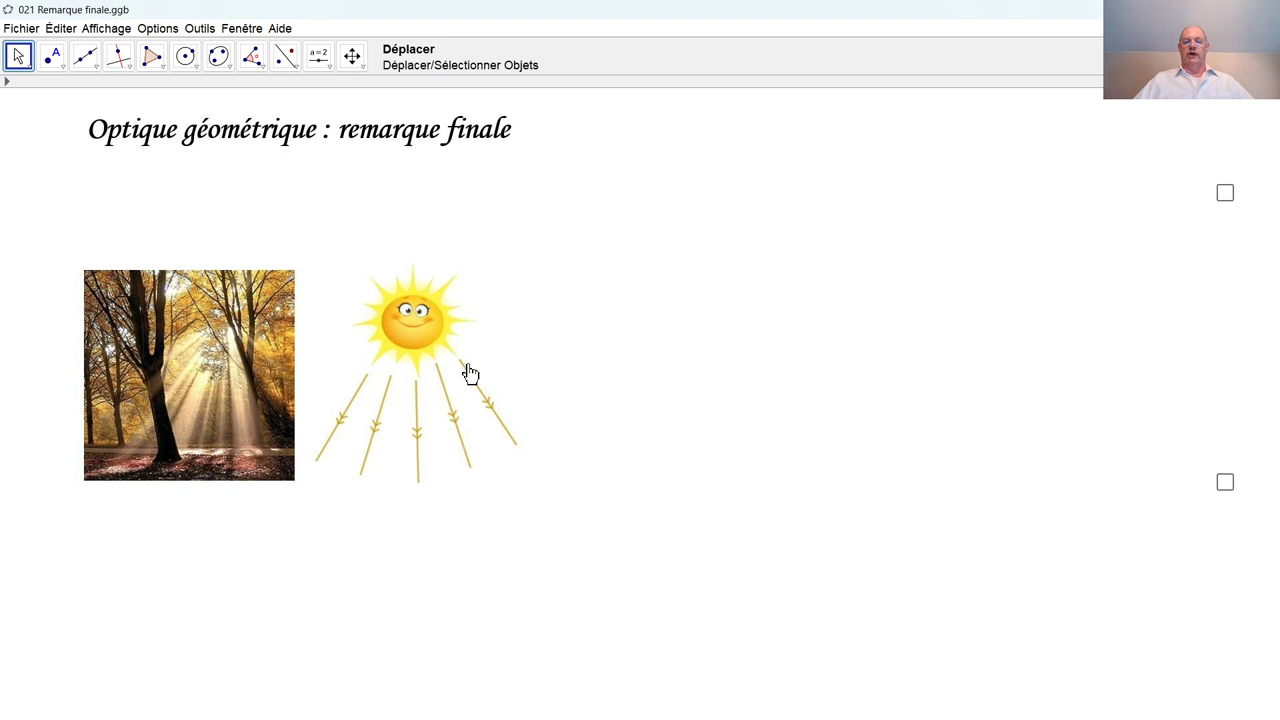 021 Remarque finale.ggb
Fichier Éditer Affichage Options Outils Fenêtre Aide
A
a=2
Déplacer
Déplacer/Sélectionner Objets
Optique géométrique : remarque finale